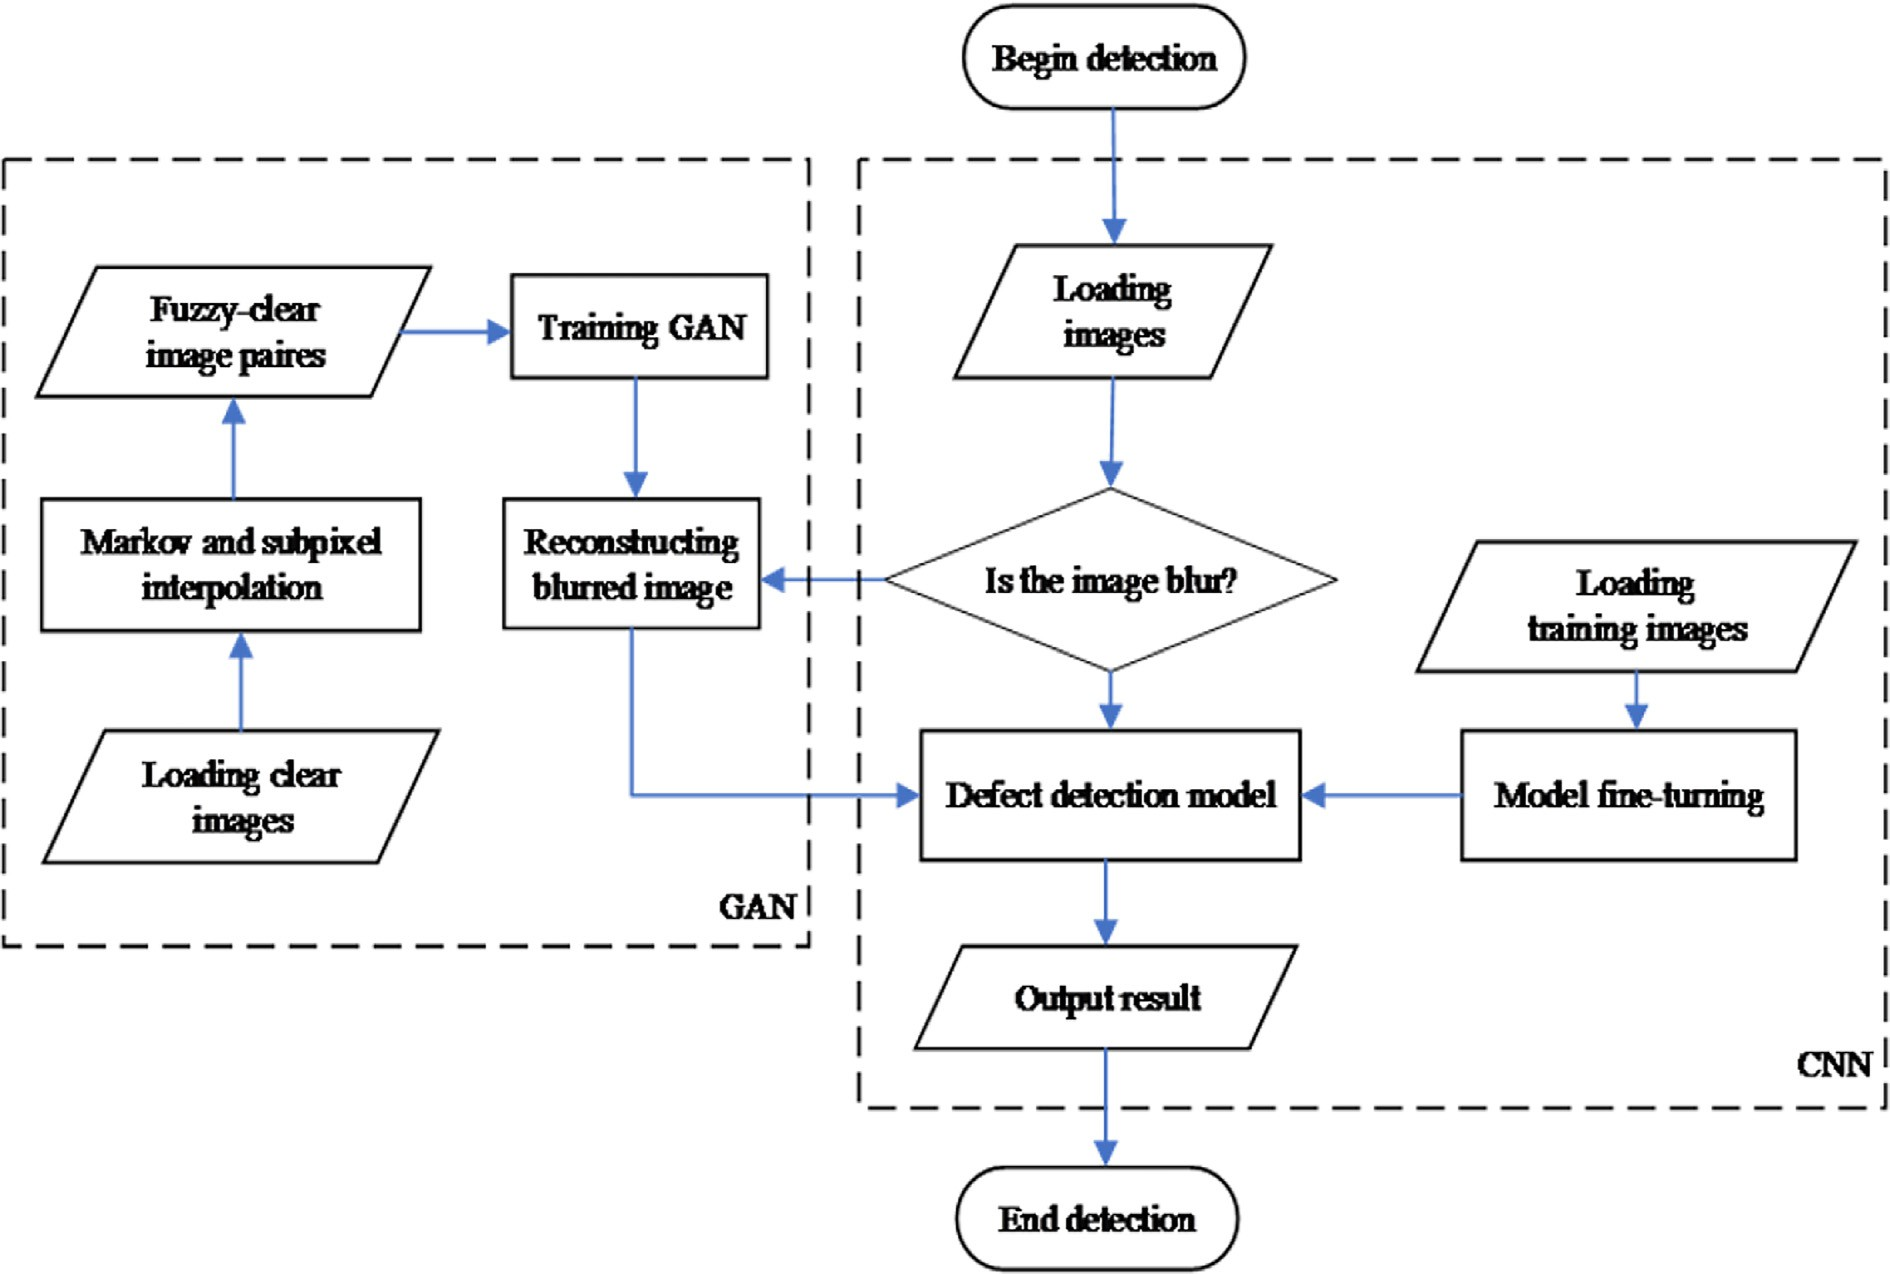 Begin detection
Fuzzy-clear
image paires
Training GAN
Loading
images
Markov and subpixel
interpolation
Reconstructing
blurred image
Is the image blur?
Loading
training images
Loading clear
images
Defect detection model
Model fine-turning
GAN
Output result
CNN
End detection